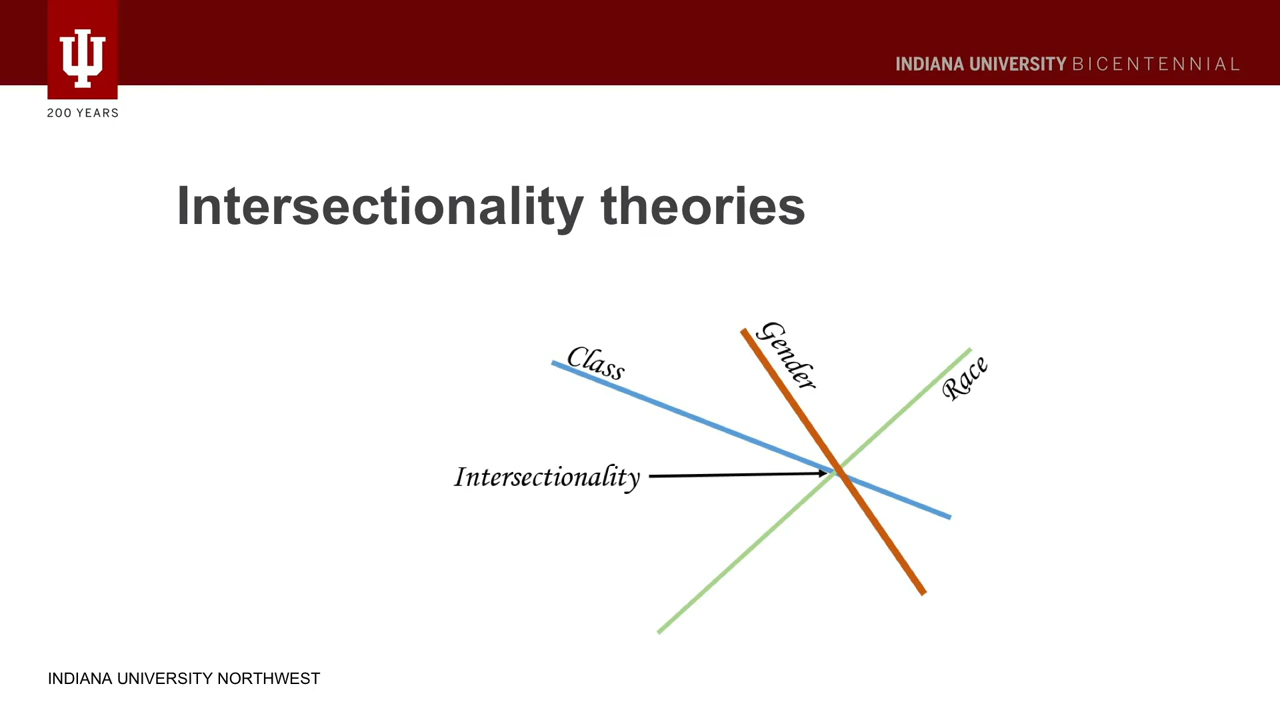 INDIANA UNIVERSITY BICENTENNIAL
200 YEARS
Intersectionality theories
Class
Gender
Race
Intersectionality
INDIANA UNIVERSITY NORTHWEST